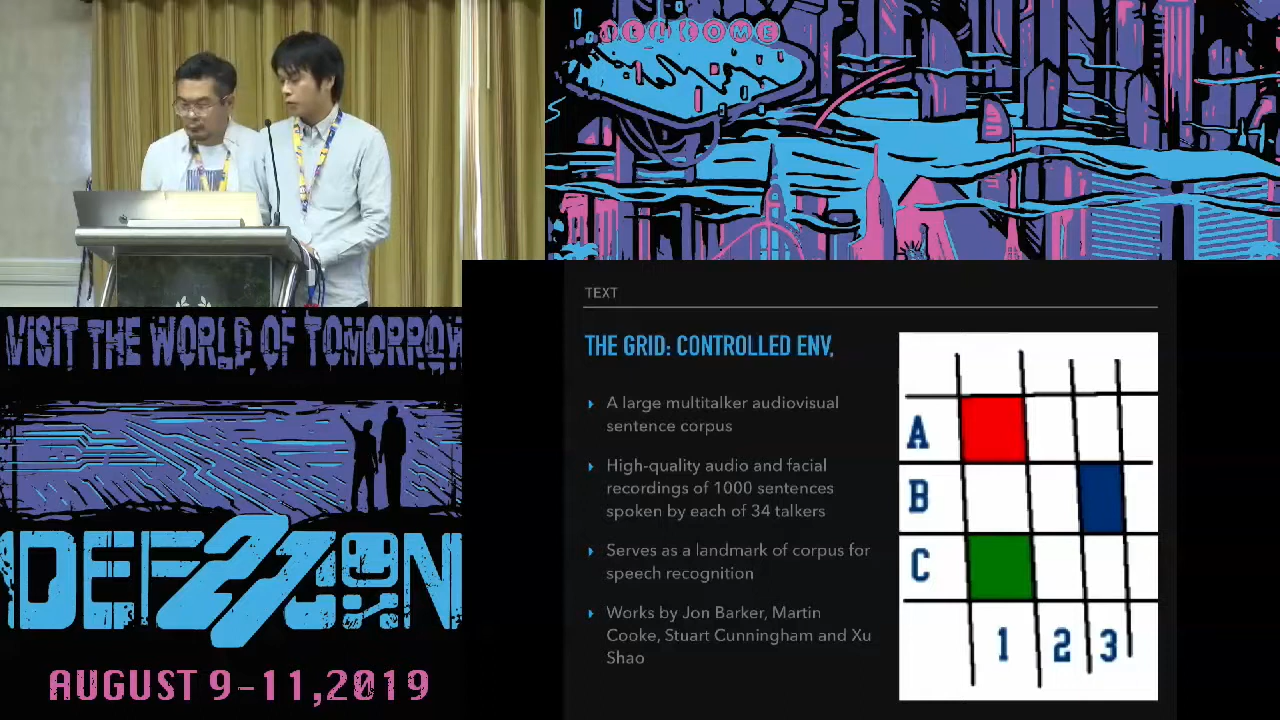 WELCOME
TEXT
THE GRID: CONTROLLED ENV.
A large multitalker audiovisual
sentence corpus
High-quality audio and facial
recordings of 1000 sentences
spoken by each of 34 talkers
Serves as a landmark of corpus for
speech recognition
Works by Jon Barker, Martin
Cooke, Stuart Cunningham and Xu
Shao
A
B
C
1 2 3
VISIT THE WORLD OF TOMORROW
DEF 27 CON
AUGUST 9-11,2019